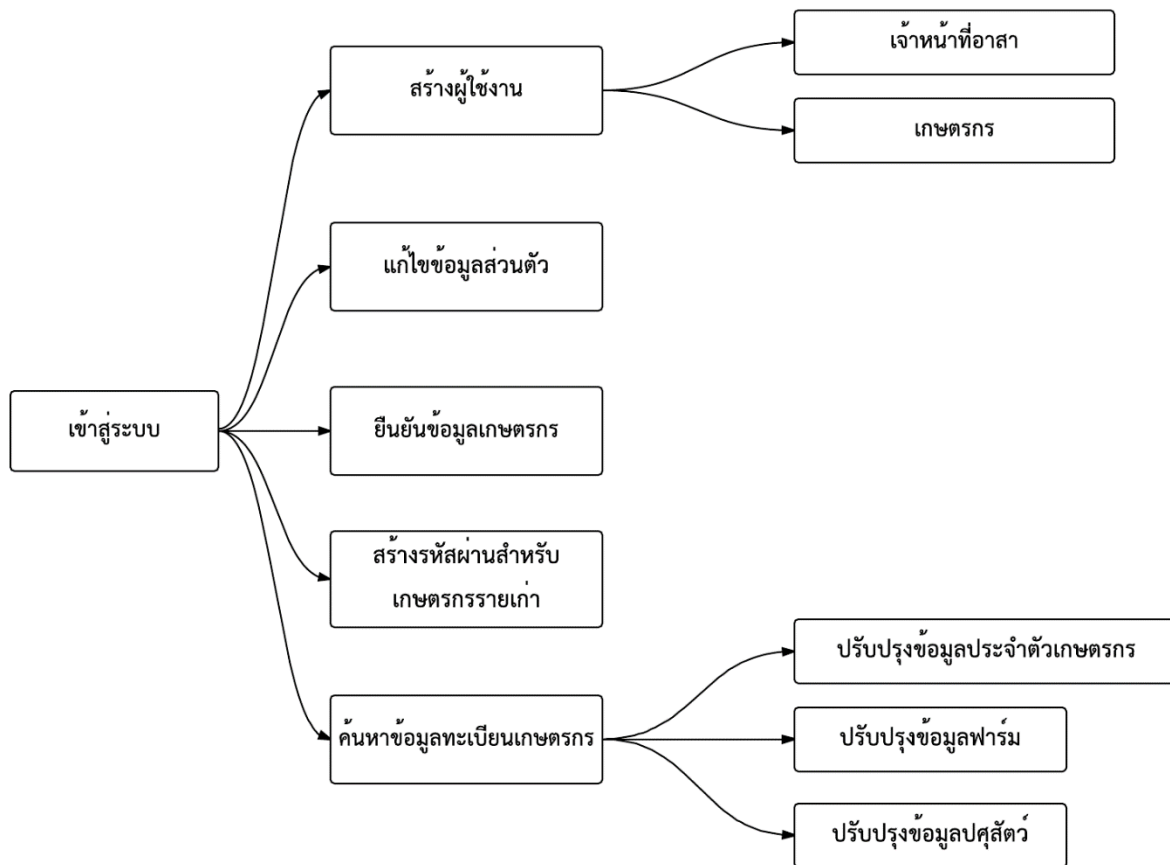 เข้าสู่ระบบ
สร้างผู้ใช้งาน
เจ้าหน้าที่อาสา
เกษตรกร
แก้ไขข้อมูลส่วนตัว
ยืนยันข้อมูลเกษตรกร
สร้างรหัสผ่านสำหรับ
เกษตรกรรายเก่า
ค้นหาข้อมูลทะเบียนเกษตรกร
ปรับปรุงข้อมูลประจำตัวเกษตรกร
ปรับปรุงข้อมูลฟาร์ม
ปรับปรุงข้อมูลปศุสัตว์